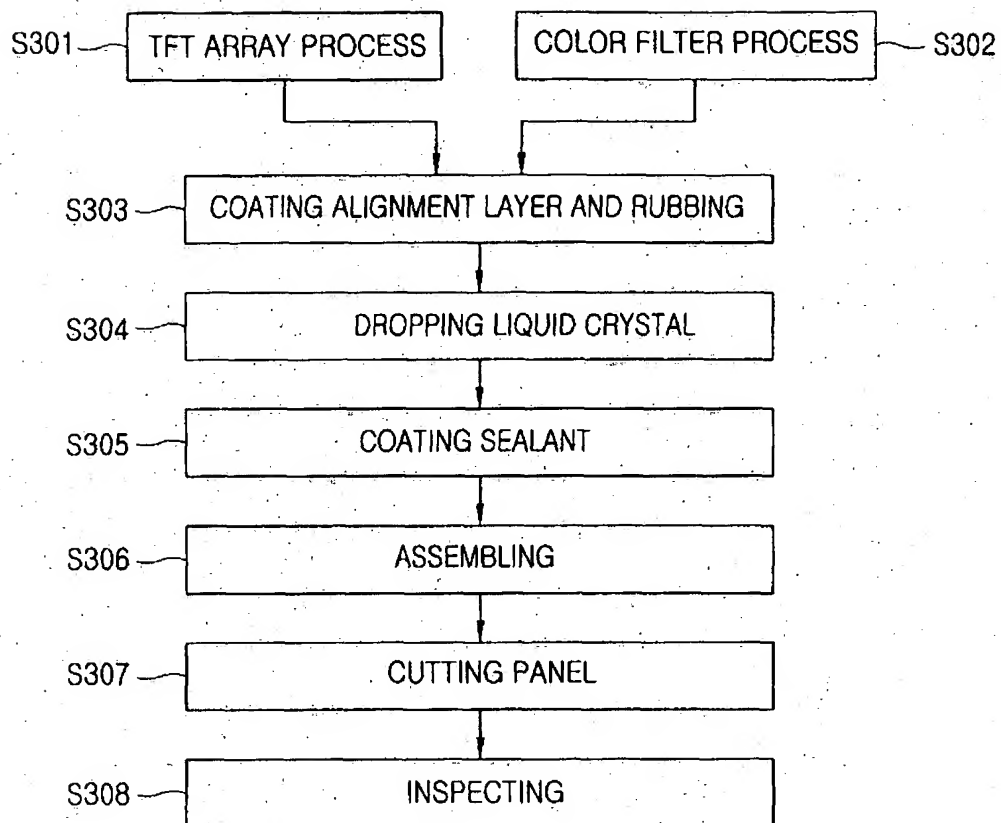 S301
TFT ARRAY PROCESS
COLOR FILTER PROCESS
S302
S303
COATING ALIGNMENT LAYER AND RUBBING
S304
DROPPING LIQUID CRYSTAL
S305
COATING SEALANT
S306
ASSEMBLING
S307
CUTTING PANEL
S308
INSPECTING